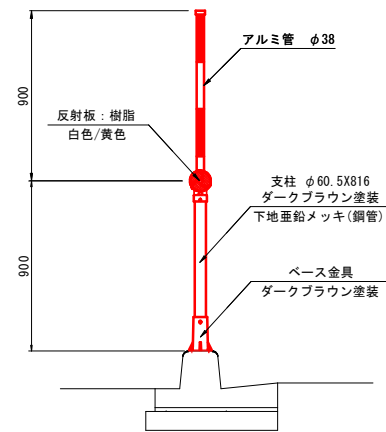 アルミ管 φ38
900
反射板：樹脂
白色/黄色
支柱 φ60.5X816
ダークブラウン塗装
下地亜鉛メッキ(鋼管)
900
ベース金具
ダークブラウン塗装